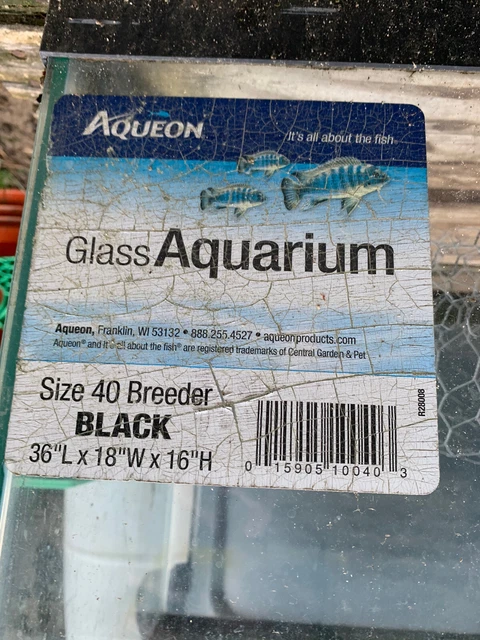 AQUEON
It's all about the fish
Glass Aquarium
Aqueon, Franklin, WI 53132 • 888.255.4527 • aqueonproducts.com
Aqueon® and It's all about the fish® are registered trademarks of Central Garden & Pet
Size 40 Breeder
BLACK
36"L x 18"W x 16"H
R28008
0 15905 10040 3